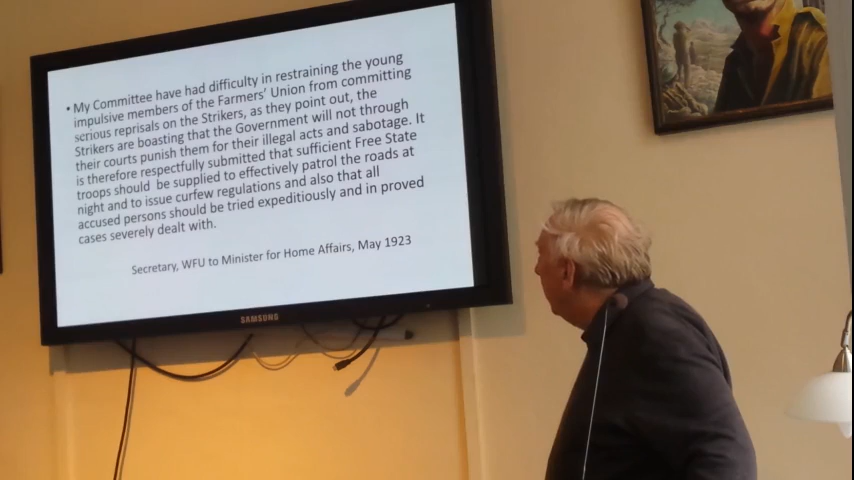 • My Committee have had difficulty in restraining the young
impulsive members of the Farmers' Union from committing
serious reprisals on the Strikers, as they point out, the
Strikers are boasting that the Government will not through
their courts punish them for their illegal acts and sabotage. It
is therefore respectfully submitted that sufficient Free State
troops should be supplied to effectively patrol the roads at
night and to issue curfew regulations and also that all
accused persons should be tried expeditiously and in proved
cases severely dealt with.
Secretary, WFU to Minister for Home Affairs, May 1923
SAMSUNG